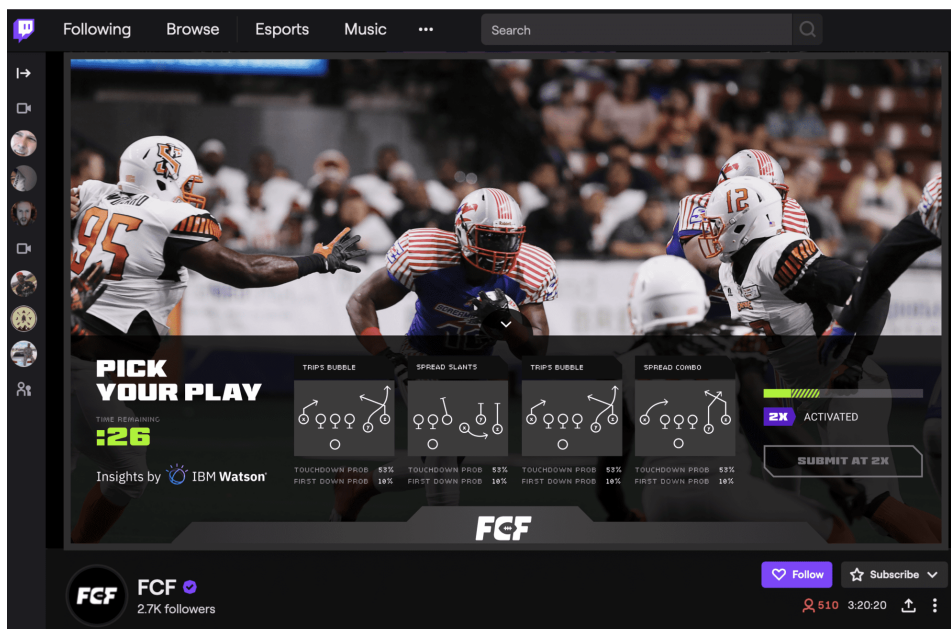 Following Browse Esports Music ••• Search
95
12
12
PICK
YOUR PLAY
TIME REMAINING
:26
Insights by IBM Watson
TRIPS BUBBLE
TOUCHDOWN PROB 53%
FIRST DOWN PROB 10%
SPREAD SLANTS
TOUCHDOWN PROB 53%
FIRST DOWN PROB 10%
TRIPS BUBBLE
TOUCHDOWN PROB 53%
FIRST DOWN PROB 10%
SPREAD COMBO
TOUCHDOWN PROB 53%
FIRST DOWN PROB 10%
2X ACTIVATED
SUBMIT AT 2X
FCF
FCF
FCF
2.7K followers
Follow
Subscribe
510 3:20:20